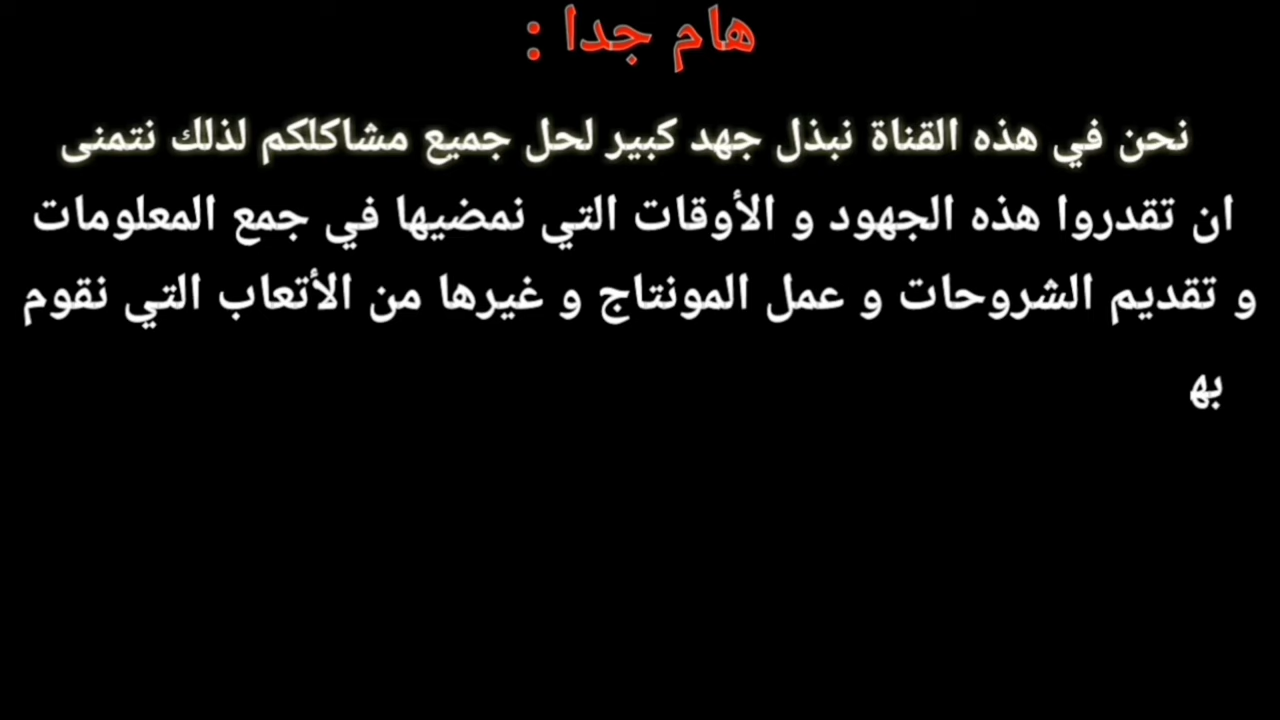 هام جدا :
نحن في هذه القناة نبذل جهد كبير لحل جميع مشاكلكم لذلك نتمنى
ان تقدروا هذه الجهود و الأوقات التي نمضيها في جمع المعلومات
و تقديم الشروحات و عمل المونتاج و غيرها من الأتعاب التي نقوم
به